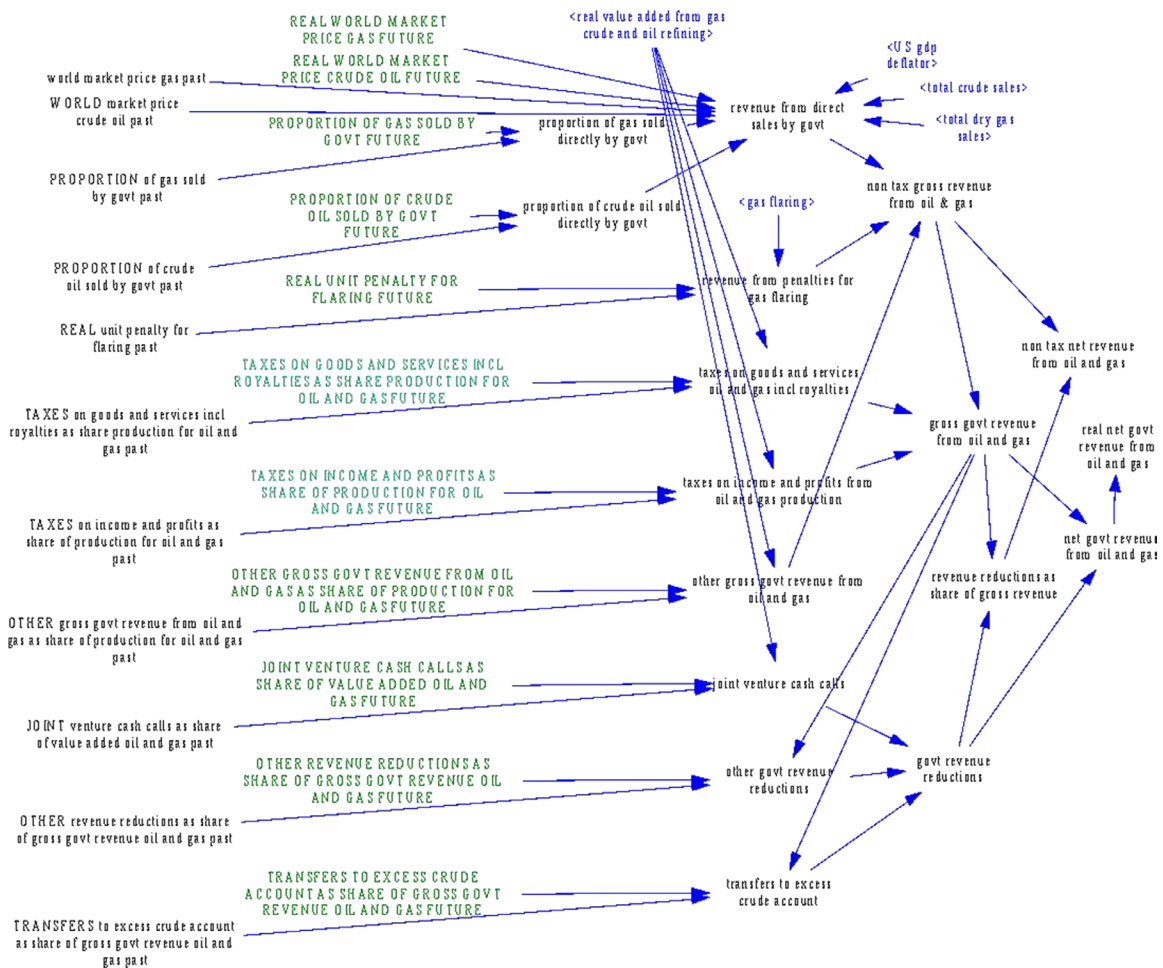 REAL WORLD MARKET
PRICE GAS FUTURE
<real value added from gas
crude and oil refining>
<US gdp
deflator>
REAL WORLD MARKET
PRICE CRUDE OIL FUTURE
world market price gas past
<total crude sales>
WORLD market price
crude oil past
revenue from direct
sales by govt
PROPORTION OF GAS SOLD BY
GOVT FUTURE
proportion of gas sold
directly by govt
<total dry gas
sales>
PROPORTION of gas sold
by govt past
non tax gross revenue
from oil & gas
PROPORTION OF CRUDE
OIL SOLD BY GOVT
FUTURE
proportion of crude oil sold
directly by govt
<gas flaring>
PROPORTION of crude
oil sold by govt past
REAL UNIT PENALTY FOR
FLARING FUTURE
revenue from penalties for
gas flaring
REAL unit penalty for
flaring past
non tax net revenue
from oil and gas
TAXES ON GOODS AND SERVICES INCL
ROYALTIES AS SHARE PRODUCTION FOR
OIL AND GAS FUTURE
taxes on goods and services
oil and gas incl royalties
TAXES on goods and services incl
royalties as share production for oil and
gas past
gross govt revenue
from oil and gas
real net govt
revenue from
oil and gas
TAXES ON INCOME AND PROFITS AS
SHARE OF PRODUCTION FOR OIL
AND GAS FUTURE
taxes on income and profits from
oil and gas production
TAXES on income and profits as
share of production for oil and gas
past
net govt revenue
from oil and gas
OTHER GROSS GOVT REVENUE FROM OIL
AND GAS AS SHARE OF PRODUCTION FOR
OIL AND GAS FUTURE
other gross govt revenue from
oil and gas
revenue reductions as
share of gross revenue
OTHER gross govt revenue from oil and
gas as share of production for oil and gas
past
JOINT VENTURE CASH CALLS AS
SHARE OF VALUE ADDED OIL AND
GAS FUTURE
joint venture cash calls
JOINT venture cash calls as share
of value added oil and gas past
OTHER REVENUE REDUCTIONS AS
SHARE OF GROSS GOVT REVENUE OIL
AND GAS FUTURE
other govt revenue
reductions
govt revenue
reductions
OTHER revenue reductions as share
of gross govt revenue oil and gas past
TRANSFERS TO EXCESS CRUDE
ACCOUNT AS SHARE OF GROSS GOVT
REVENUE OIL AND GAS FUTURE
transfers to excess
crude account
TRANSFERS to excess crude account
as share of gross govt revenue oil and
gas past